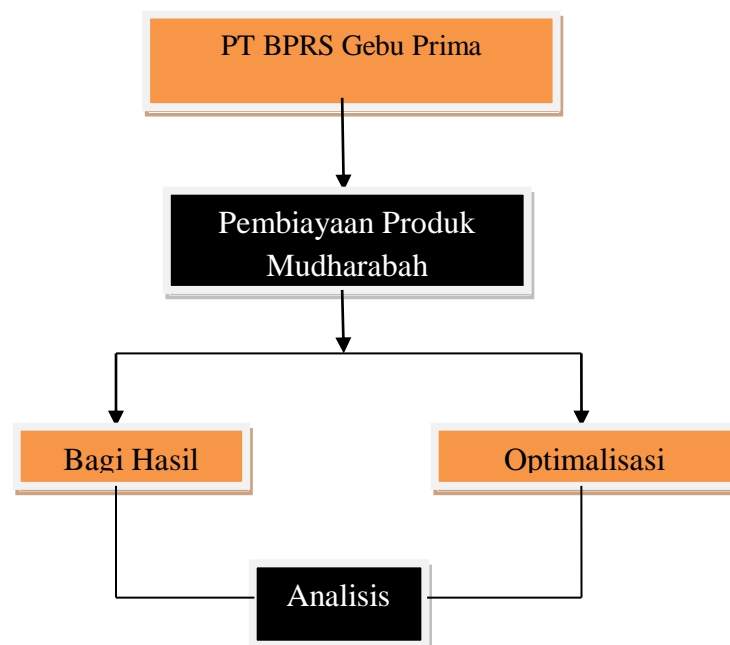 PT BPRS Gebu Prima
Pembiayaan Produk
Mudharabah
Bagi Hasil
Optimalisasi
Analisis